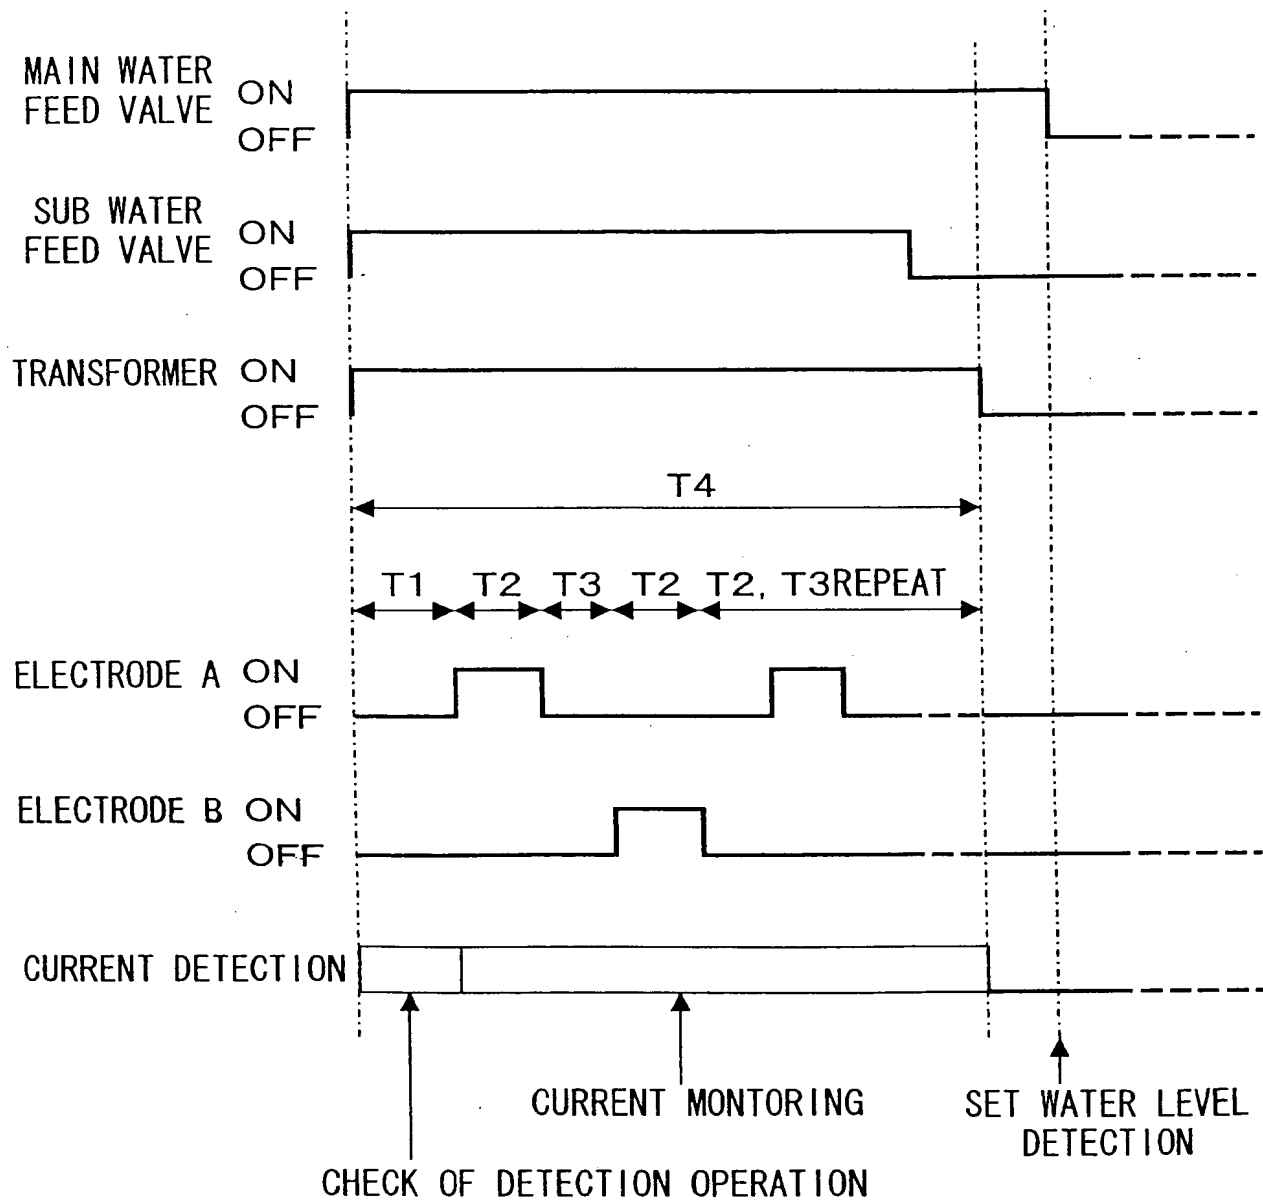 MAIN WATER
FEED VALVE
ON
OFF
SUB WATER
FEED VALVE
ON
OFF
TRANSFORMER
ON
OFF
T4
T1
T2
T3
T2
T2, T3REPEAT
ELECTRODE A
ON
OFF
ELECTRODE B
ON
OFF
CURRENT DETECTION
CURRENT MONTORING
SET WATER LEVEL
DETECTION
CHECK OF DETECTION OPERATION